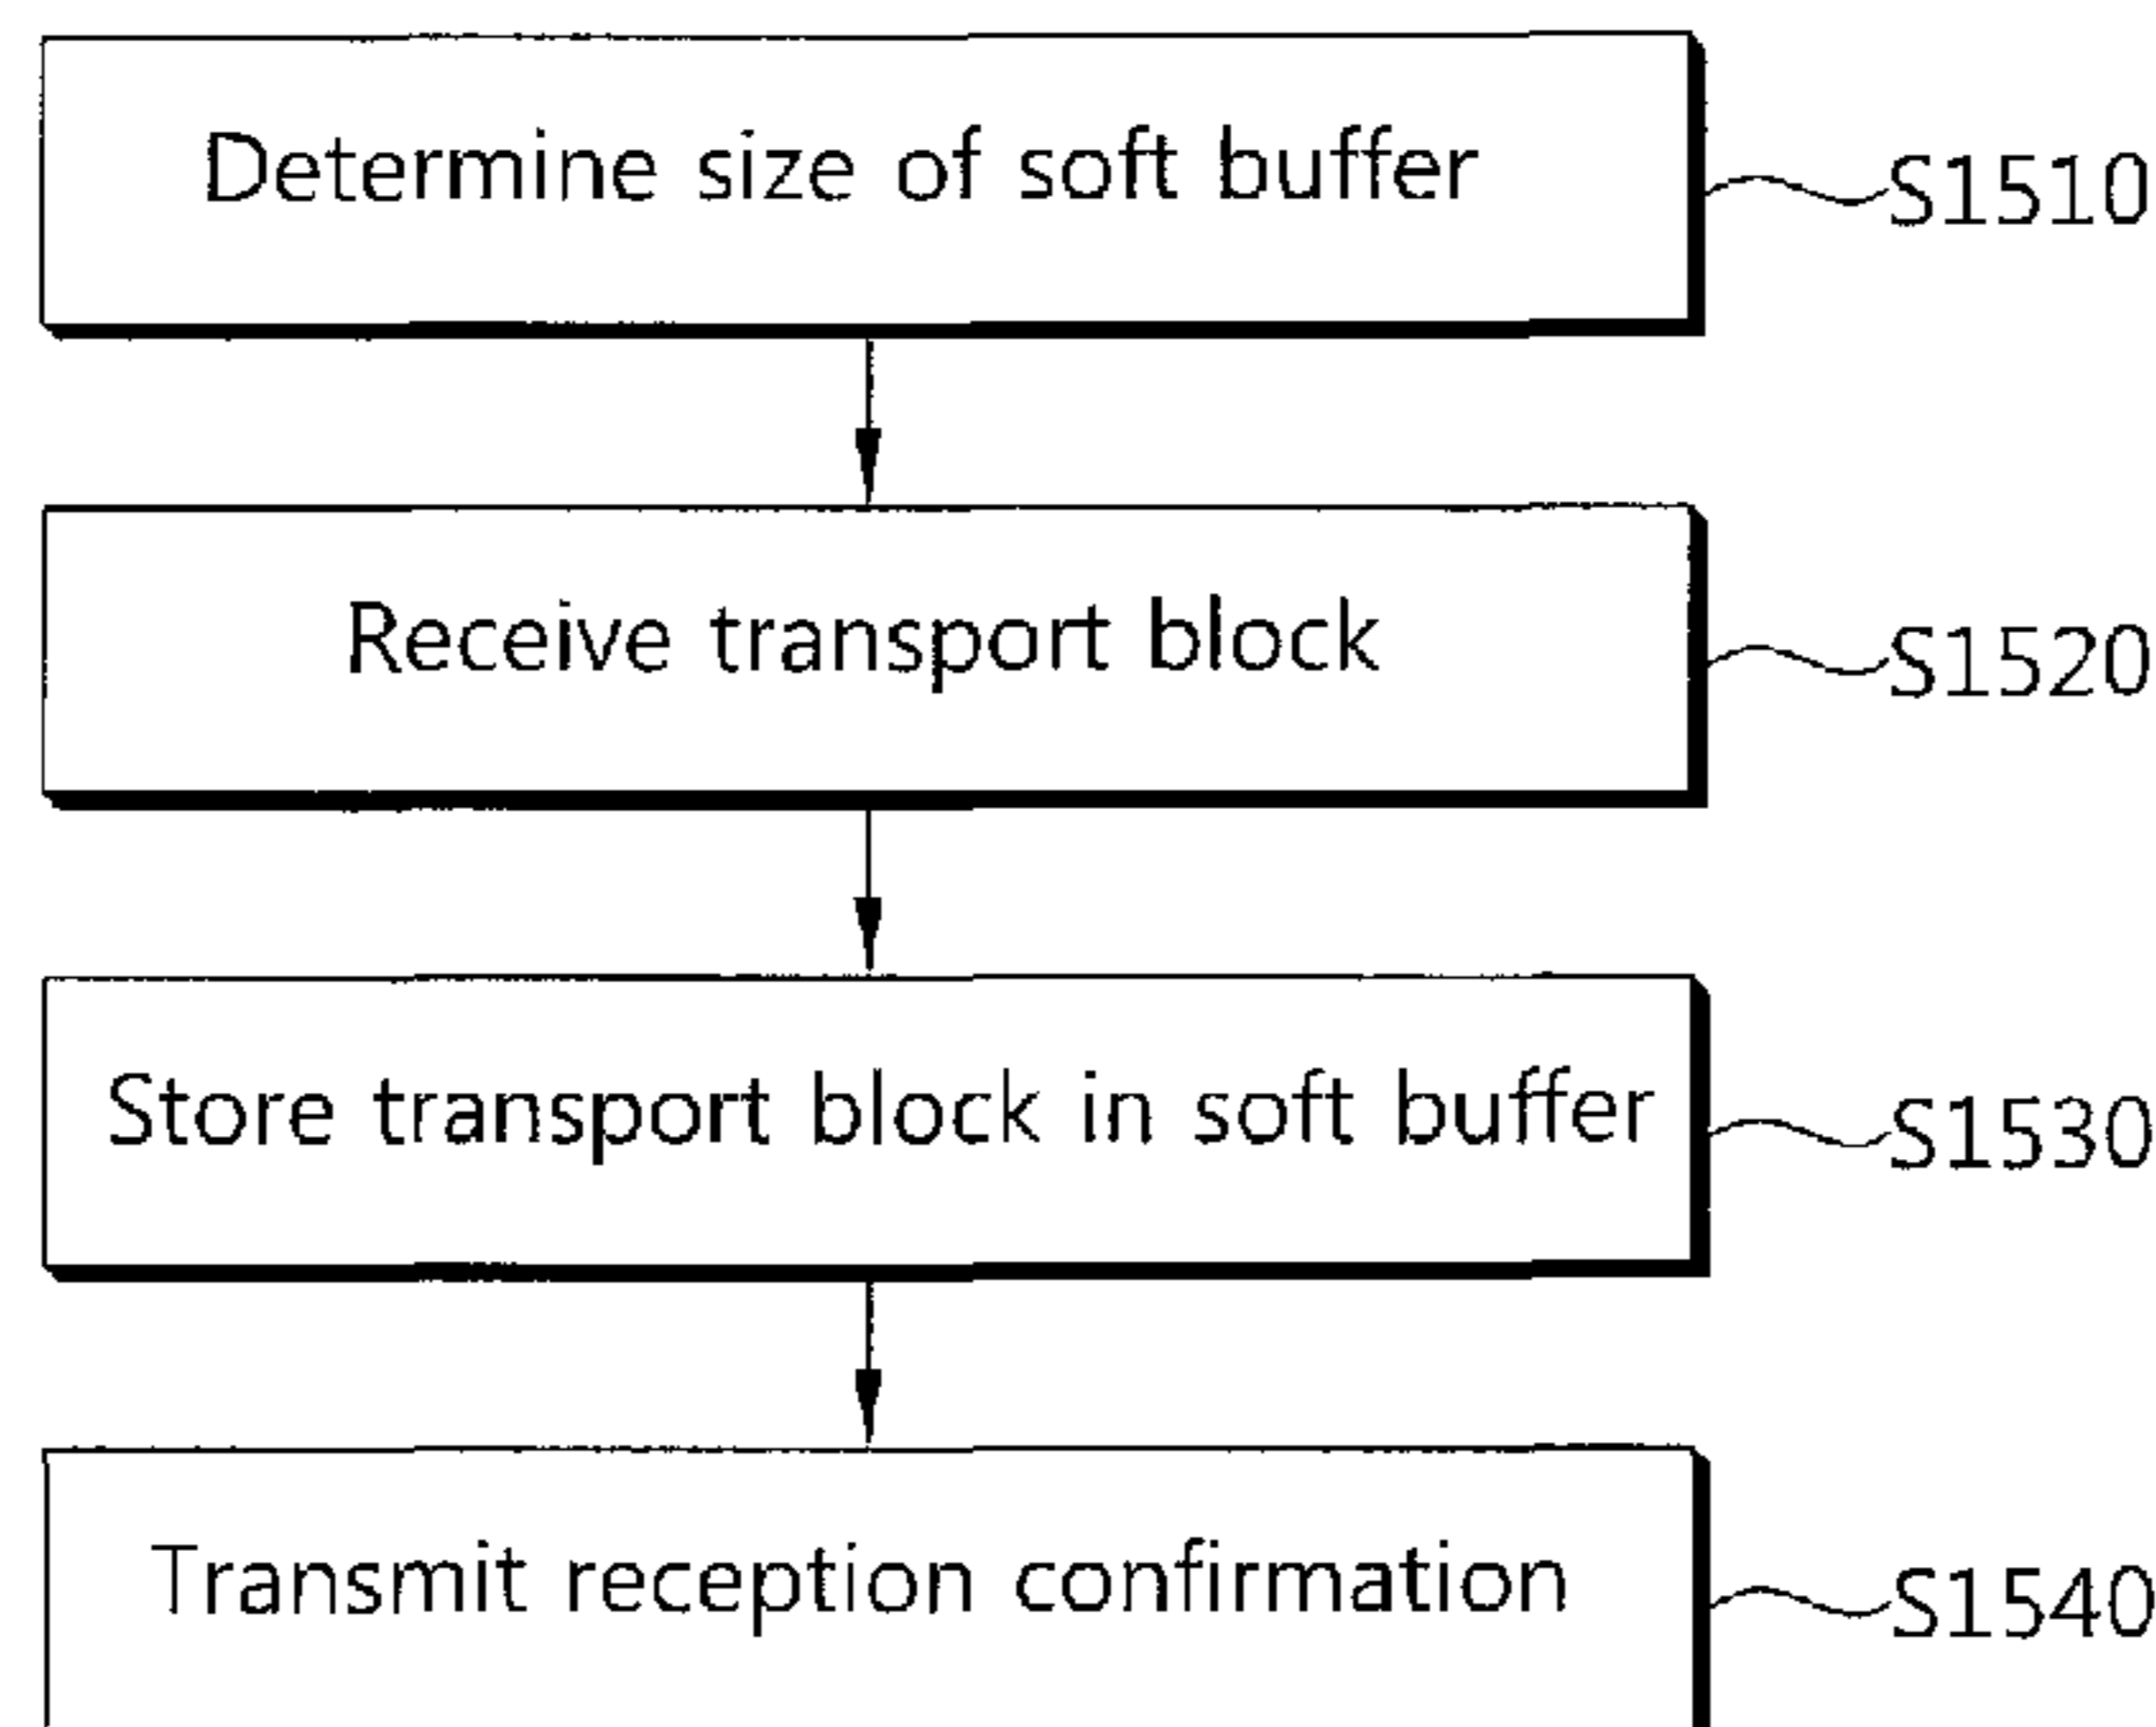 Determine size of soft buffer
S1510
Receive transport block
S1520
Store transport block in soft buffer
S1530
Transmit reception confirmation
S1540